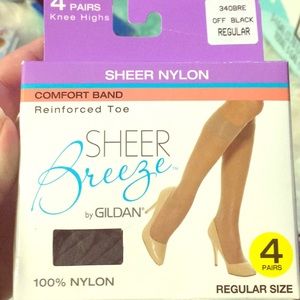 4 PAIRS
Knee Highs
340BRE
OFF BLACK
REGULAR
SHEER NYLON
COMFORT BAND
Reinforced Toe
SHEER
Breeze™
by GILDAN®
4
PAIRS
100% NYLON
REGULAR SIZE